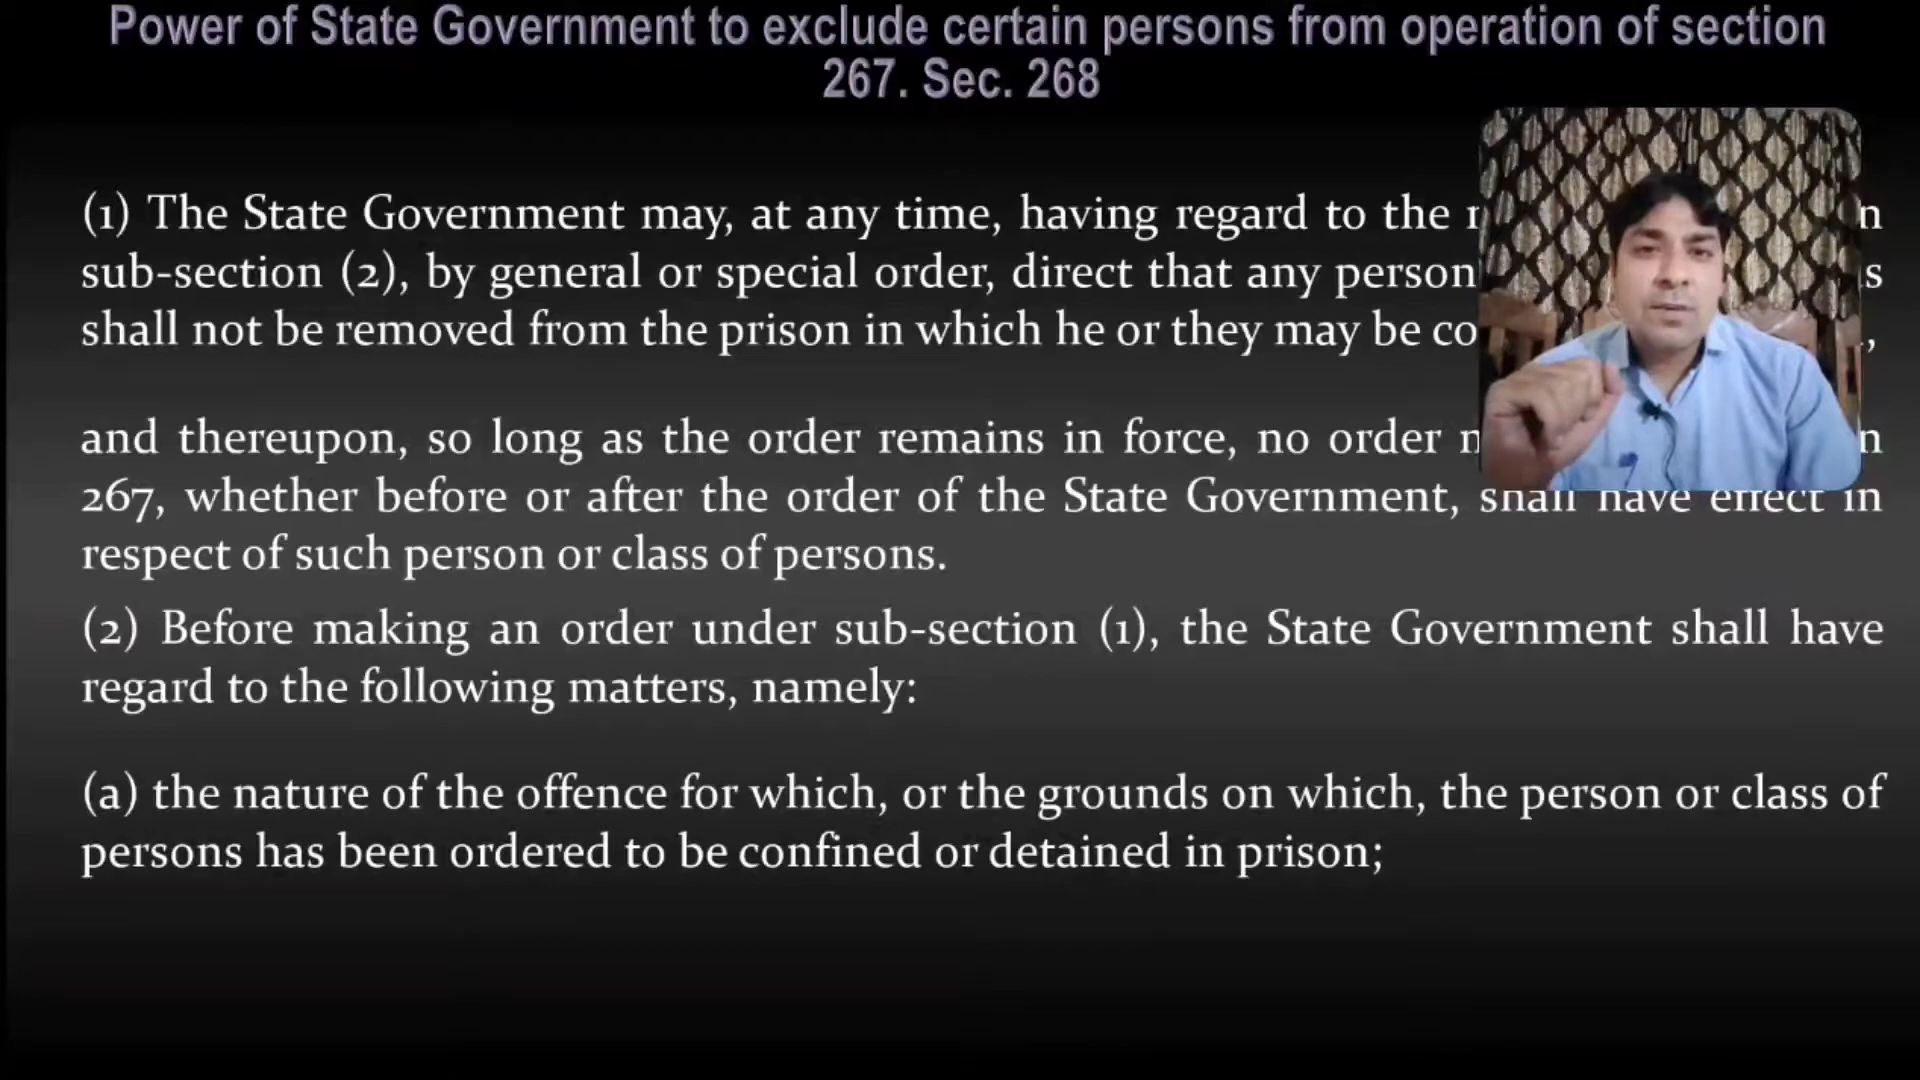 Power of State Government to exclude certain persons from operation of section
267. Sec. 268
(1) The State Government may, at any time, having regard to the
sub-section (2), by general or special order, direct that any person
shall not be removed from the prison in which he or they may be
and thereupon, so long as the order remains in force, no order
267, whether before or after the order of the State Government, shall have effect in
respect of such person or class of persons.
(2) Before making an order under sub-section (1), the State Government shall have
regard to the following matters, namely:
(a) the nature of the offence for which, or the grounds on which, the person or class of
persons has been ordered to be confined or detained in prison;